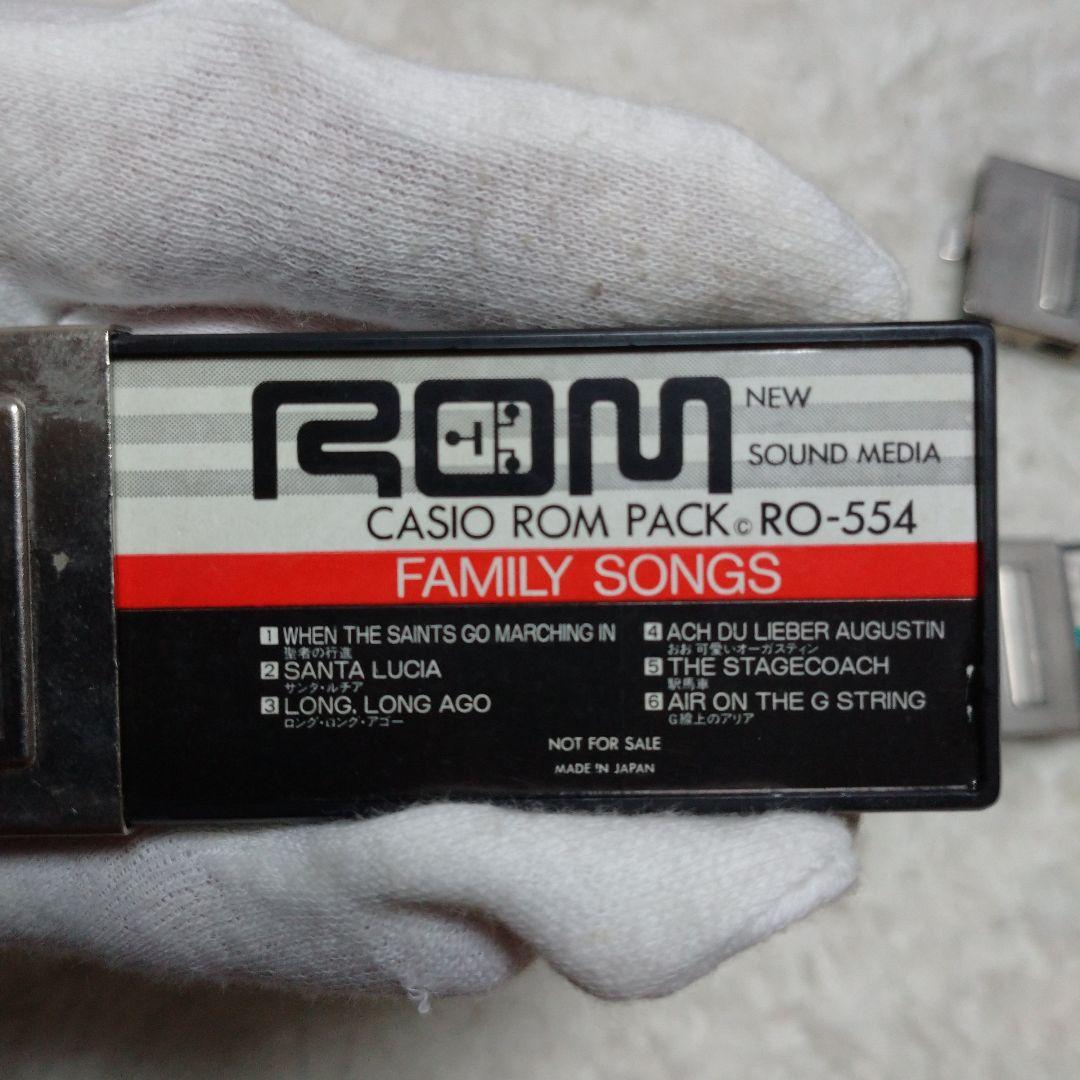 ROM
NEW
SOUND MEDIA
CASIO ROM PACK © RO-554
FAMILY SONGS
1 WHEN THE SAINTS GO MARCHING IN
聖者の行進
2 SANTA LUCIA
サンタ・ルチア
3 LONG, LONG AGO
ロング・ロング・アゴー
4 ACH DU LIEBER AUGUSTIN
おお可愛いオーガスティン
5 THE STAGECOACH
駅馬車
6 AIR ON THE G STRING
G線上のアリア
NOT FOR SALE
MADE IN JAPAN